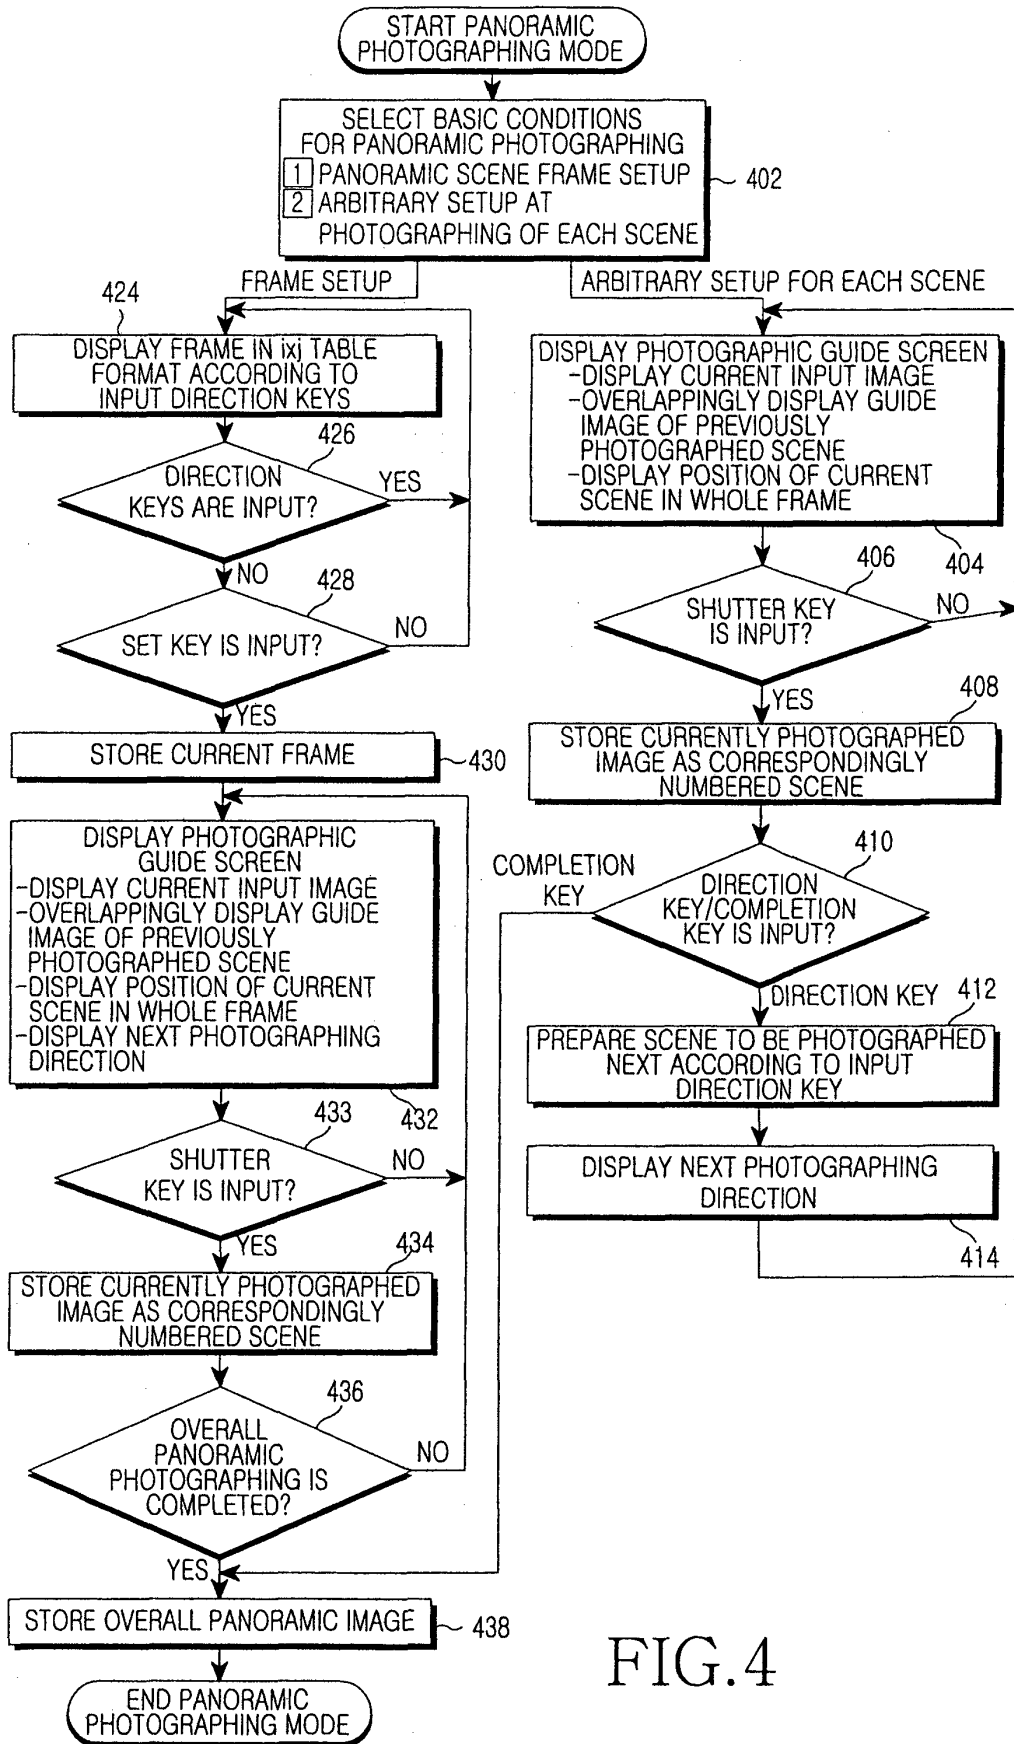 START PANORAMIC
PHOTOGRAPHING MODE
SELECT BASIC CONDITIONS
FOR PANORAMIC PHOTOGRAPHING
1 PANORAMIC SCENE FRAME SETUP
2 ARBITRARY SETUP AT
PHOTOGRAPHING OF EACH SCENE
402
FRAME SETUP
424
DISPLAY FRAME IN ixj TABLE
FORMAT ACCORDING TO
INPUT DIRECTION KEYS
426
DIRECTION
KEYS ARE INPUT?
YES
NO
428
SET KEY IS INPUT?
NO
YES
STORE CURRENT FRAME
430
DISPLAY PHOTOGRAPHIC
GUIDE SCREEN
-DISPLAY CURRENT INPUT IMAGE
-OVERLAPPINGLY DISPLAY GUIDE
IMAGE OF PREVIOUSLY
PHOTOGRAPHED SCENE
-DISPLAY POSITION OF CURRENT
SCENE IN WHOLE FRAME
-DISPLAY NEXT PHOTOGRAPHING
DIRECTION
432
433
SHUTTER
KEY IS INPUT?
NO
YES
434
STORE CURRENTLY PHOTOGRAPHED
IMAGE AS CORRESPONDINGLY
NUMBERED SCENE
436
OVERALL
PANORAMIC
PHOTOGRAPHING IS
COMPLETED?
NO
YES
STORE OVERALL PANORAMIC IMAGE
438
END PANORAMIC
PHOTOGRAPHING MODE
ARBITRARY SETUP FOR EACH SCENE
DISPLAY PHOTOGRAPHIC GUIDE SCREEN
-DISPLAY CURRENT INPUT IMAGE
-OVERLAPPINGLY DISPLAY GUIDE
IMAGE OF PREVIOUSLY
PHOTOGRAPHED SCENE
-DISPLAY POSITION OF CURRENT
SCENE IN WHOLE FRAME
404
406
SHUTTER KEY
IS INPUT?
NO
YES
408
STORE CURRENTLY PHOTOGRAPHED
IMAGE AS CORRESPONDINGLY
NUMBERED SCENE
410
COMPLETION
KEY
DIRECTION
KEY/COMPLETION
KEY IS INPUT?
DIRECTION KEY
412
PREPARE SCENE TO BE PHOTOGRAPHED
NEXT ACCORDING TO INPUT
DIRECTION KEY
DISPLAY NEXT PHOTOGRAPHING
DIRECTION
414
FIG.4